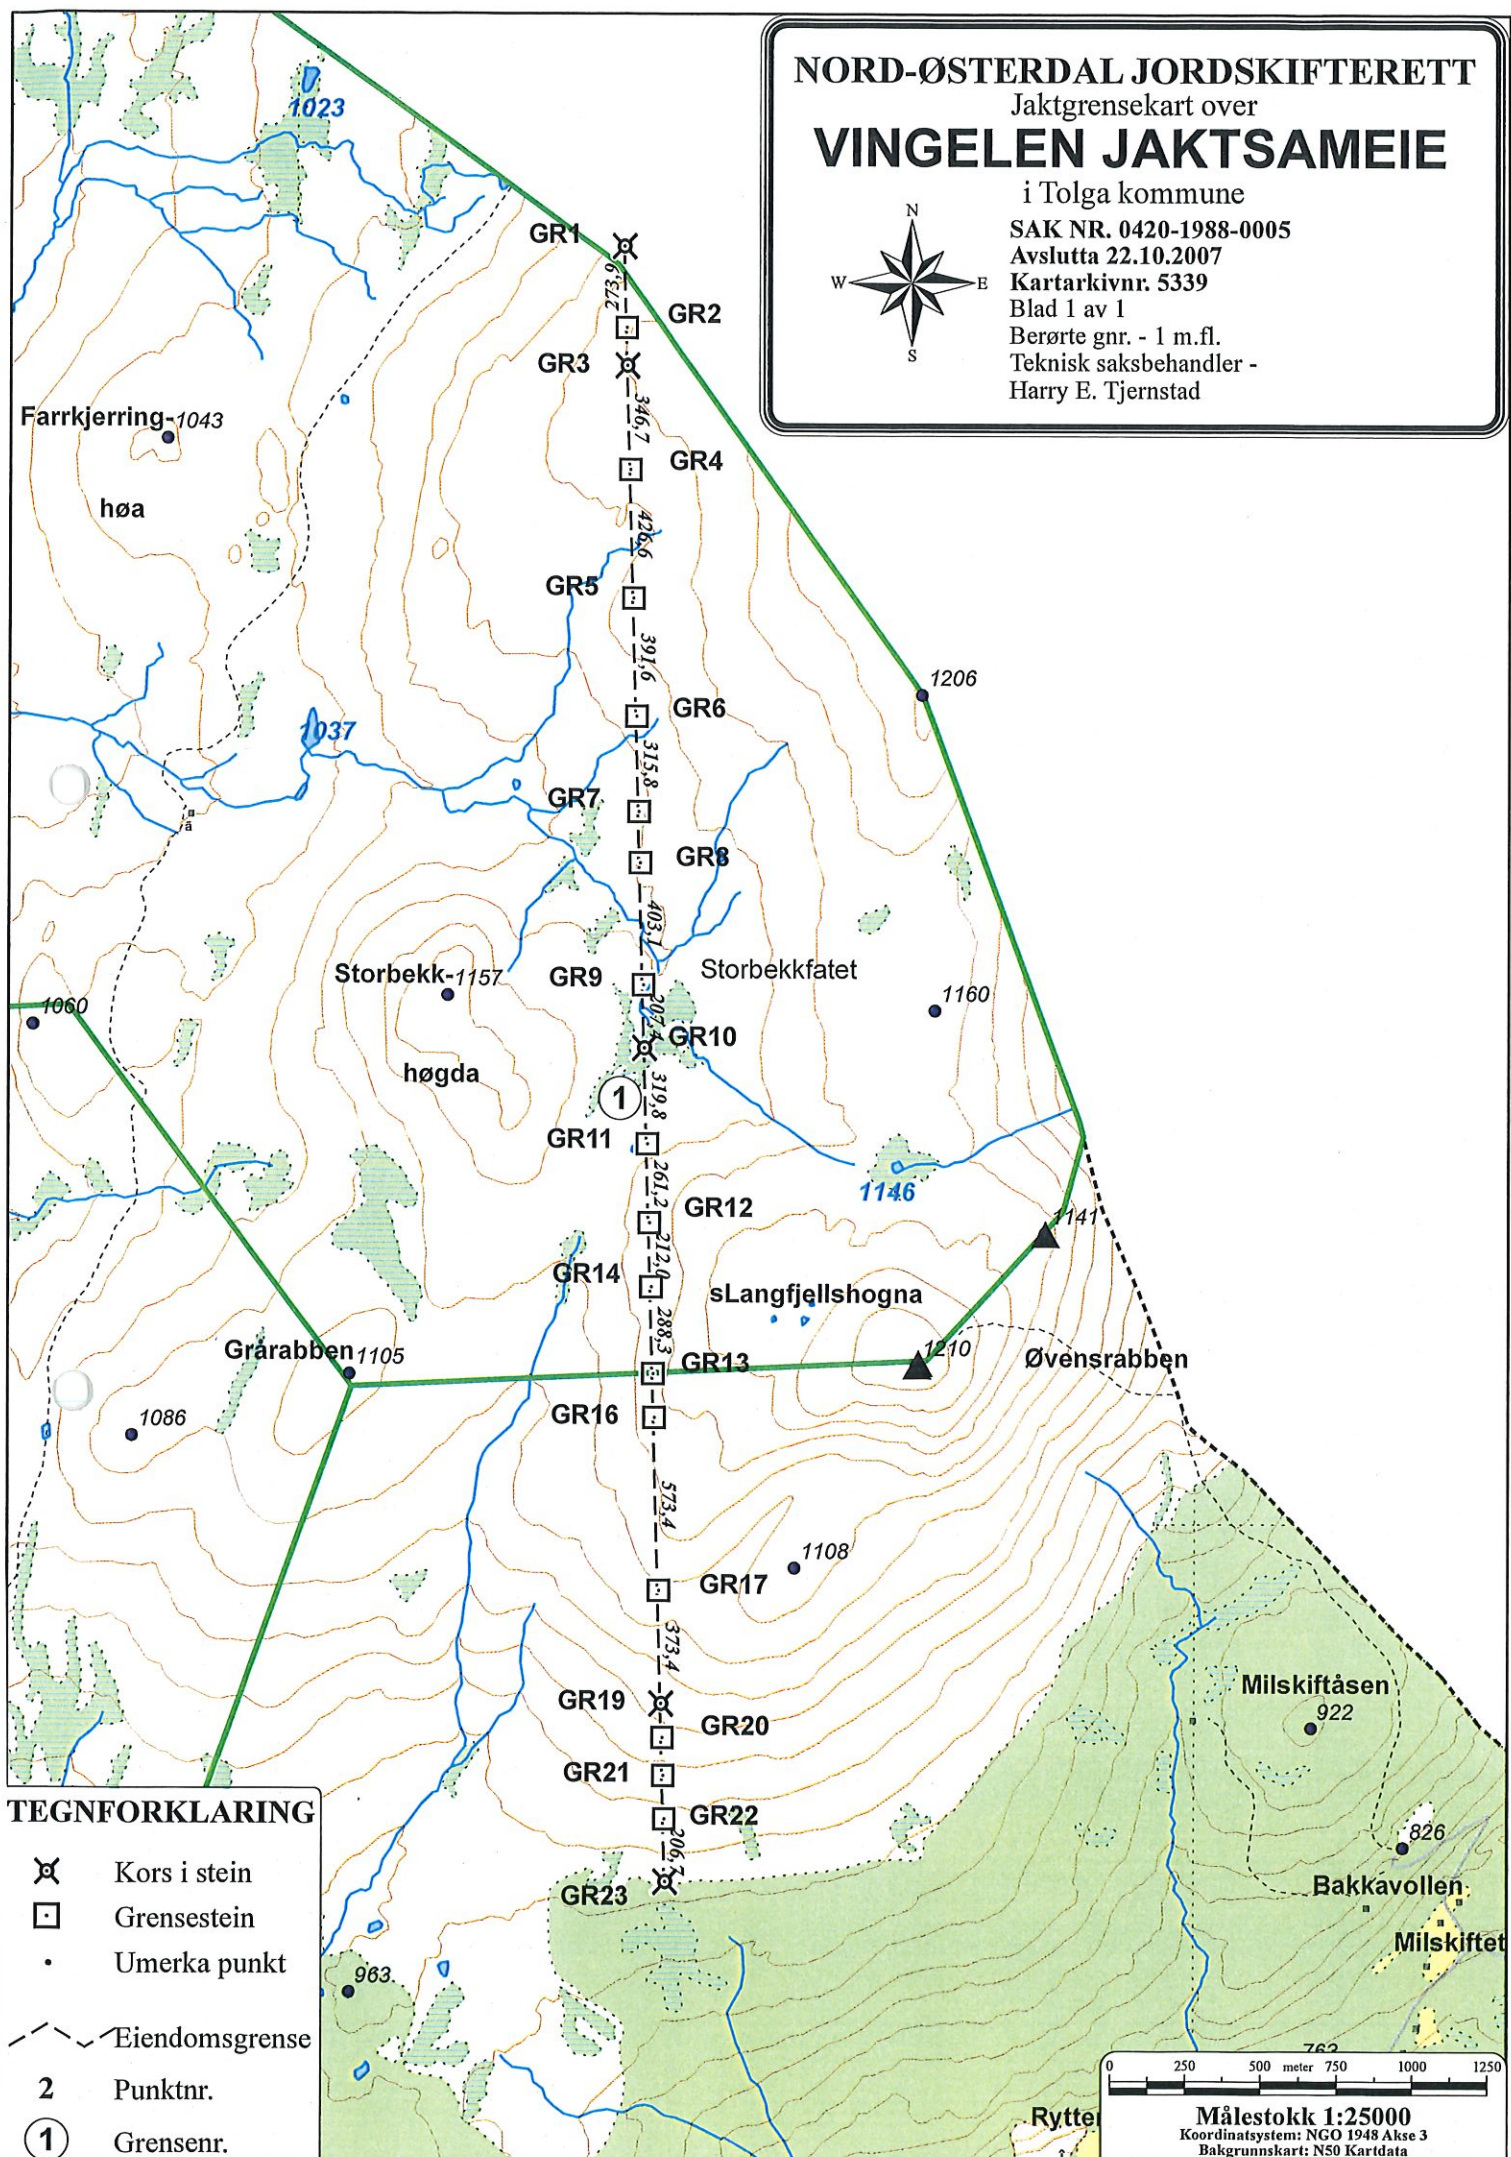 NORD-ØSTERDAL JORDSKIFTERETT
Jaktgrensekart over
VINGELEN JAKTSAMEIE
i Tolga kommune
SAK NR. 0420-1988-0005
Avslutta 22.10.2007
Kartarkivnr. 5339
Blad 1 av 1
Berørte gnr. - 1 m.fl.
Teknisk saksbehandler -
Harry E. Tjernstad
N
W
E
S
1023
GR1
273,9
GR2
GR3
346,7
Farrkjerring-1043
høa
GR4
426,6
GR5
391,6
1206
GR6
1037
315,8
GR7
GR8
403,1
Storbekk-1157
GR9
Storbekkfatet
207,4
1160
1060
GR10
høgda
1
319,8
GR11
261,2
1146
GR12
1141
212,0
GR14
sLangfjellshogna
288,3
Grårabben 1105
GR13
1210
Øvensrabben
1086
GR16
573,4
1108
GR17
373,4
Milskiftåsen
922
GR19
GR20
GR21
GR22
206,7
826
Bakkavollen
GR23
Milskiftet
963
763
Rytter
TEGNFORKLARING
Kors i stein
Grensestein
Umerka punkt
Eiendomsgrense
2 Punktnr.
1 Grensenr.
0 250 500 meter 750 1000 1250
Målestokk 1:25000
Koordinatsystem: NGO 1948 Akse 3
Bakgrunnskart: N50 Kartdata